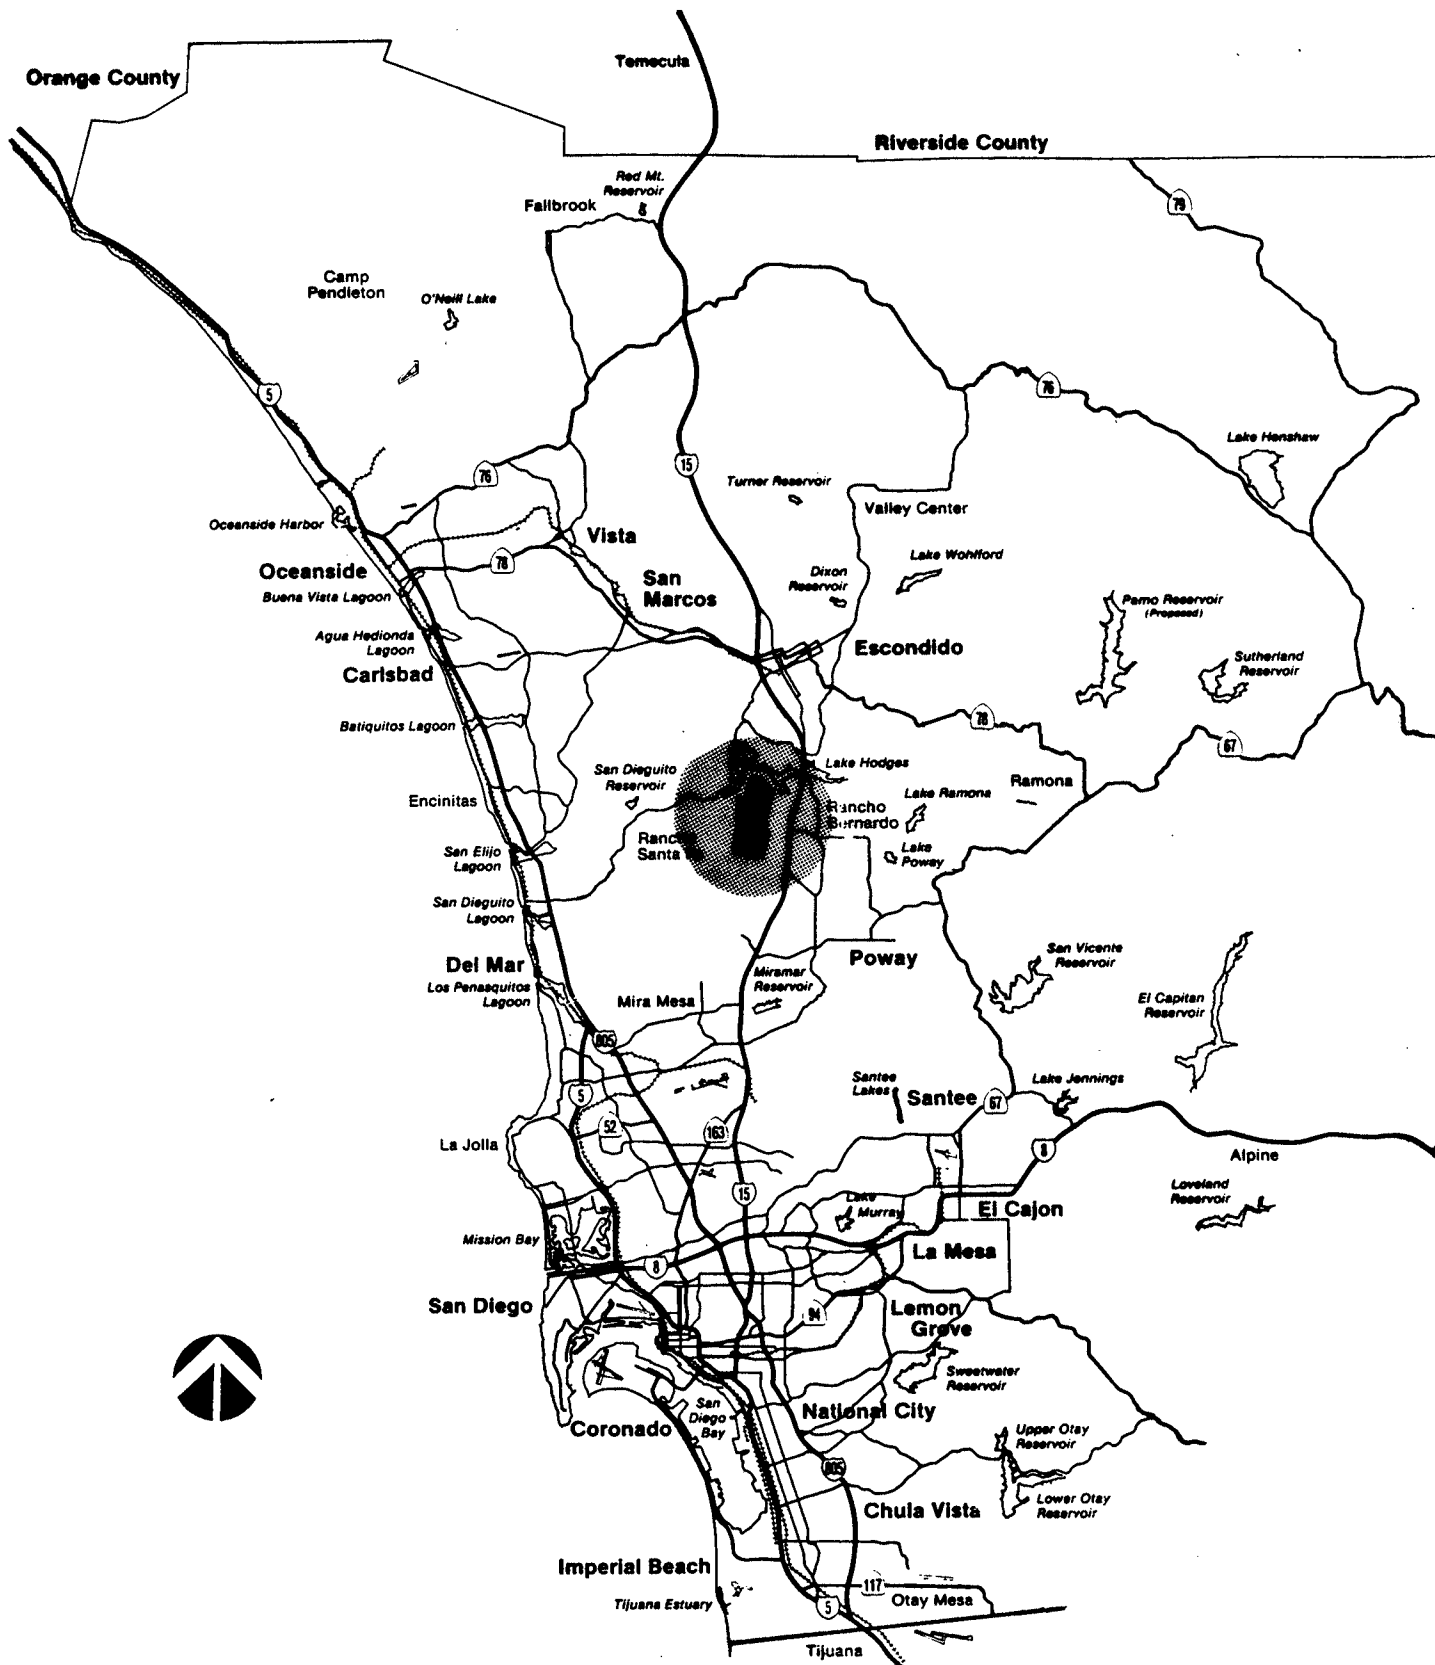 Temecula
Orange County
Riverside County
Red Mt.
Reservoir
Fallbrook
79
Camp
Pendleton
O'Neill Lake
5
76
Lake Henshaw
15
76
Turner Reservoir
Valley Center
Oceanside Harbor
Vista
Lake Wohlford
78
Oceanside
Dixon
Reservoir
San
Marcos
Buena Vista Lagoon
Pamo Reservoir
(Proposed)
Agua Hedionda
Lagoon
Escondido
Sutherland
Reservoir
Carlsbad
Batiquitos Lagoon
78
67
San Dieguito
Reservoir
Lake Hodges
Ramona
Encinitas
Lake Ramona
Rancho
Bernardo
Santa
San Elijo
Lagoon
Lake
Poway
San Dieguito
Lagoon
Del Mar
Poway
San Vicente
Reservoir
Los Penasquitos
Lagoon
Miramar
Reservoir
Mira Mesa
El Capitan
Reservoir
805
Santee
Lakes
Lake Jennings
5
Santee
67
52
163
La Jolla
8
Alpine
15
Lake
Murray
Loveland
Reservoir
El Cajon
Mission Bay
La Mesa
8
San Diego
94
Lemon
Grove
Sweetwater
Reservoir
San
Diego
Bay
National City
Coronado
Upper Otay
Reservoir
805
Chula Vista
Lower Otay
Reservoir
Imperial Beach
117
Otay Mesa
Tijuana Estuary
5
Tijuana